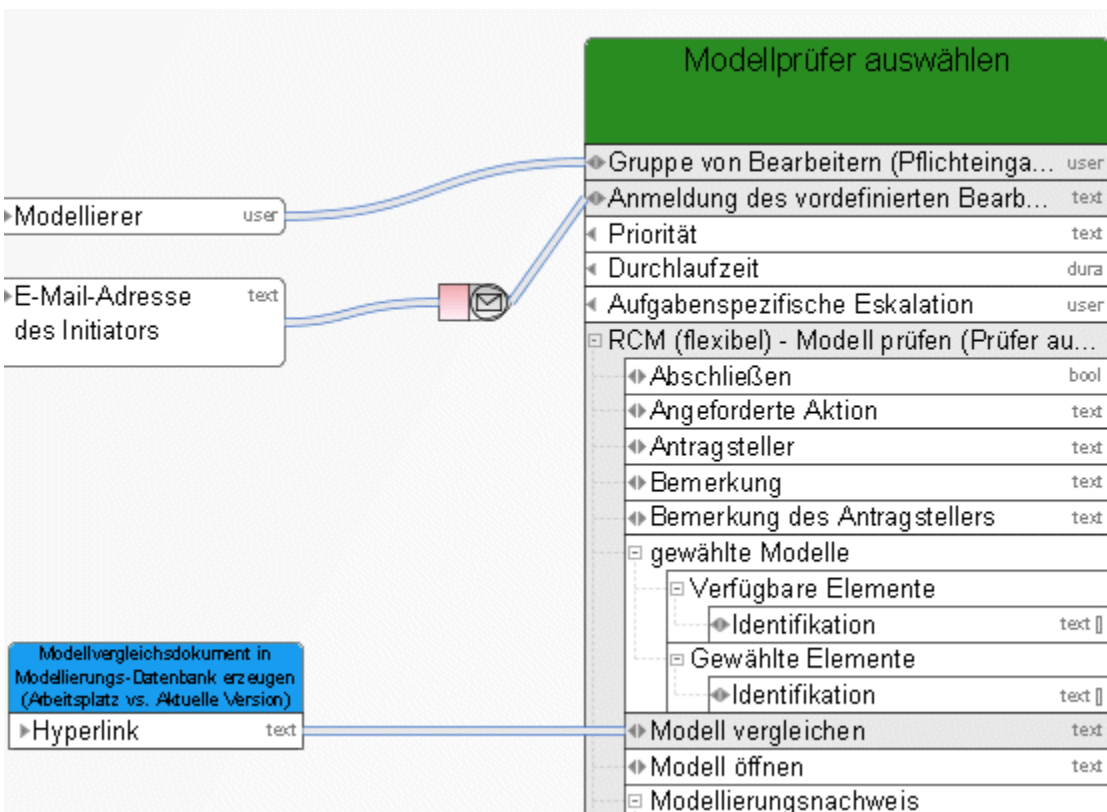 Modellprüfer auswählen
Gruppe von Bearbeitern (Pflichteinga... user
Anmeldung des vordefinierten Bearb... text
Modellierer user
Priorität text
Durchlaufzeit dura
E-Mail-Adresse text
des Initiators
Aufgabenspezifische Eskalation user
RCM (flexibel) - Modell prüfen (Prüfer au...
Abschließen bool
Angeforderte Aktion text
Antragsteller text
Bemerkung text
Bemerkung des Antragstellers text
gewählte Modelle
Verfügbare Elemente
Identifikation text []
Gewählte Elemente
Identifikation text []
Modellvergleichsdokument in
Modellierungs-Datenbank erzeugen
(Arbeitsplatz vs. Aktuelle Version)
Hyperlink text
Modell vergleichen text
Modell öffnen text
Modellierungsnachweis